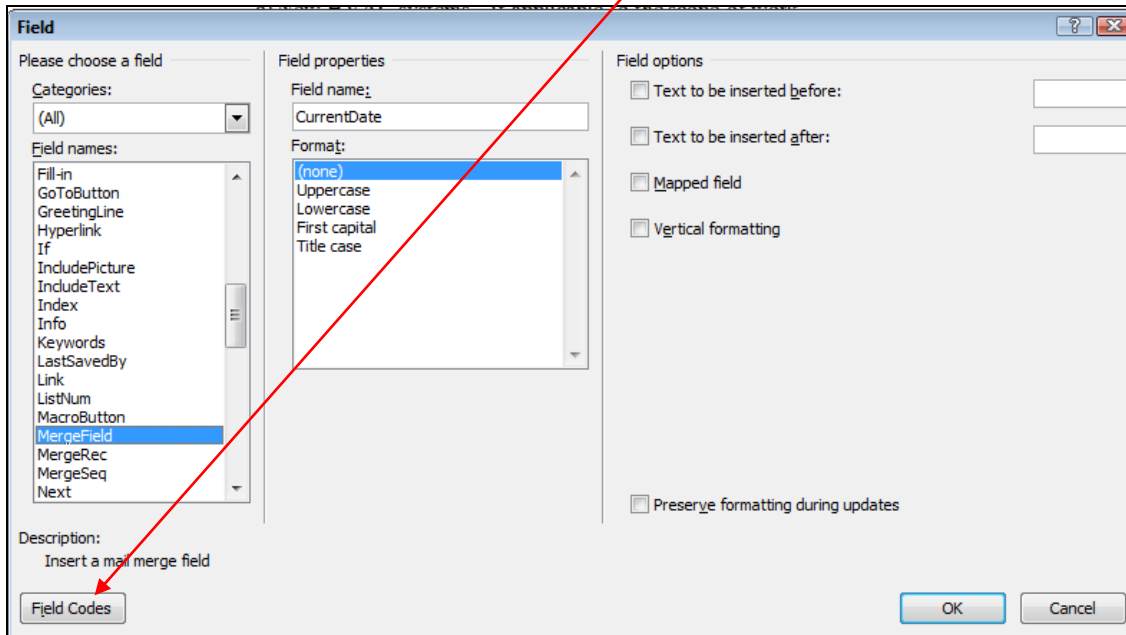 Field
Please choose a field
Categories:
(All)
Field names:
Fill-in
GoToButton
GreetingLine
Hyperlink
If
IncludePicture
IncludeText
Index
Info
Keywords
LastSavedBy
Link
ListNum
MacroButton
MergeField
MergeRec
MergeSeq
Next
Field properties
Field name:
CurrentDate
Format:
(none)
Uppercase
Lowercase
First capital
Title case
Field options
Text to be inserted before:
Text to be inserted after:
Mapped field
Vertical formatting
Preserve formatting during updates
Description:
Insert a mail merge field
Field Codes
OK
Cancel